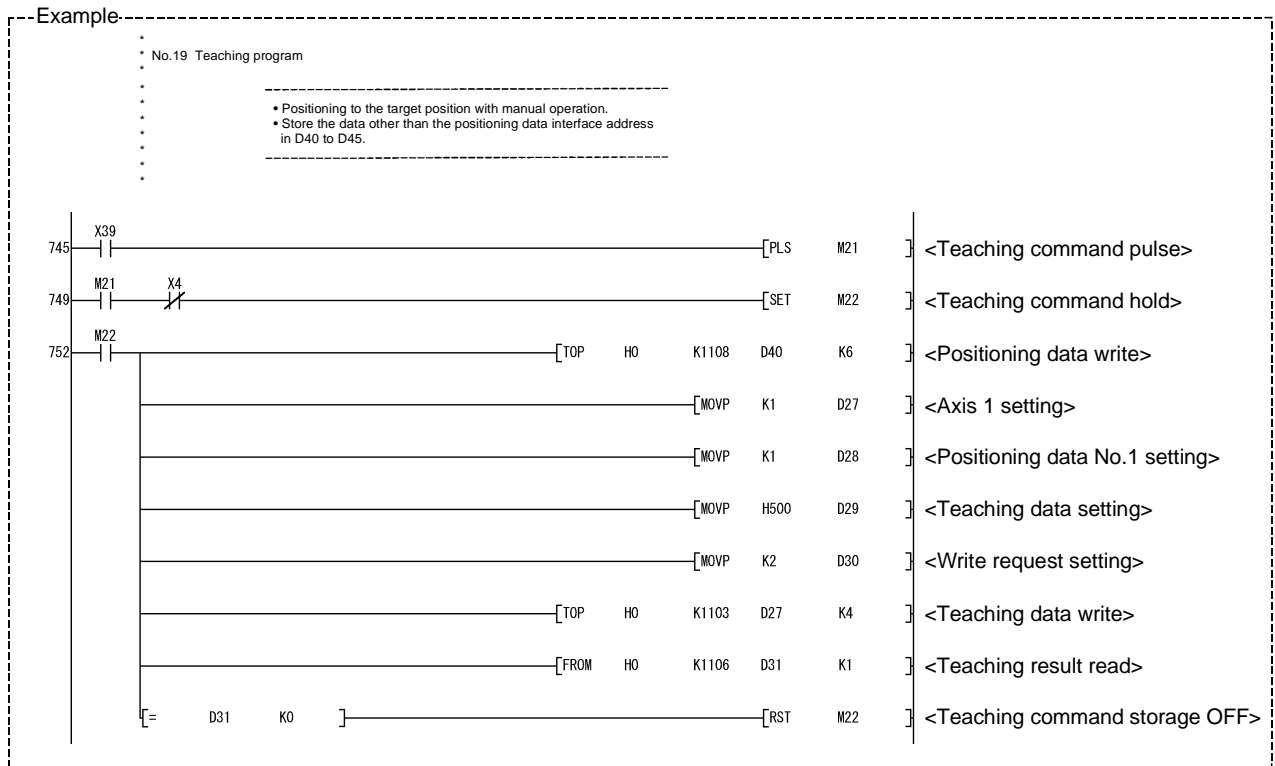 Example
*
* No.19 Teaching program
*
*
*
*
*
*
*
*
• Positioning to the target position with manual operation.
• Store the data other than the positioning data interface address
in D40 to D45.
X39
745 [PLS M21 ] <Teaching command pulse>
M21 X4
749 [SET M22 ] <Teaching command hold>
M22
752 [TOP H0 K1108 D40 K6 ] <Positioning data write>
[MOVP K1 D27 ] <Axis 1 setting>
[MOVP K1 D28 ] <Positioning data No.1 setting>
[MOVP H500 D29 ] <Teaching data setting>
[MOVP K2 D30 ] <Write request setting>
[TOP H0 K1103 D27 K4 ] <Teaching data write>
[FROM H0 K1106 D31 K1 ] <Teaching result read>
[= D31 K0 ] [RST M22 ] <Teaching command storage OFF>